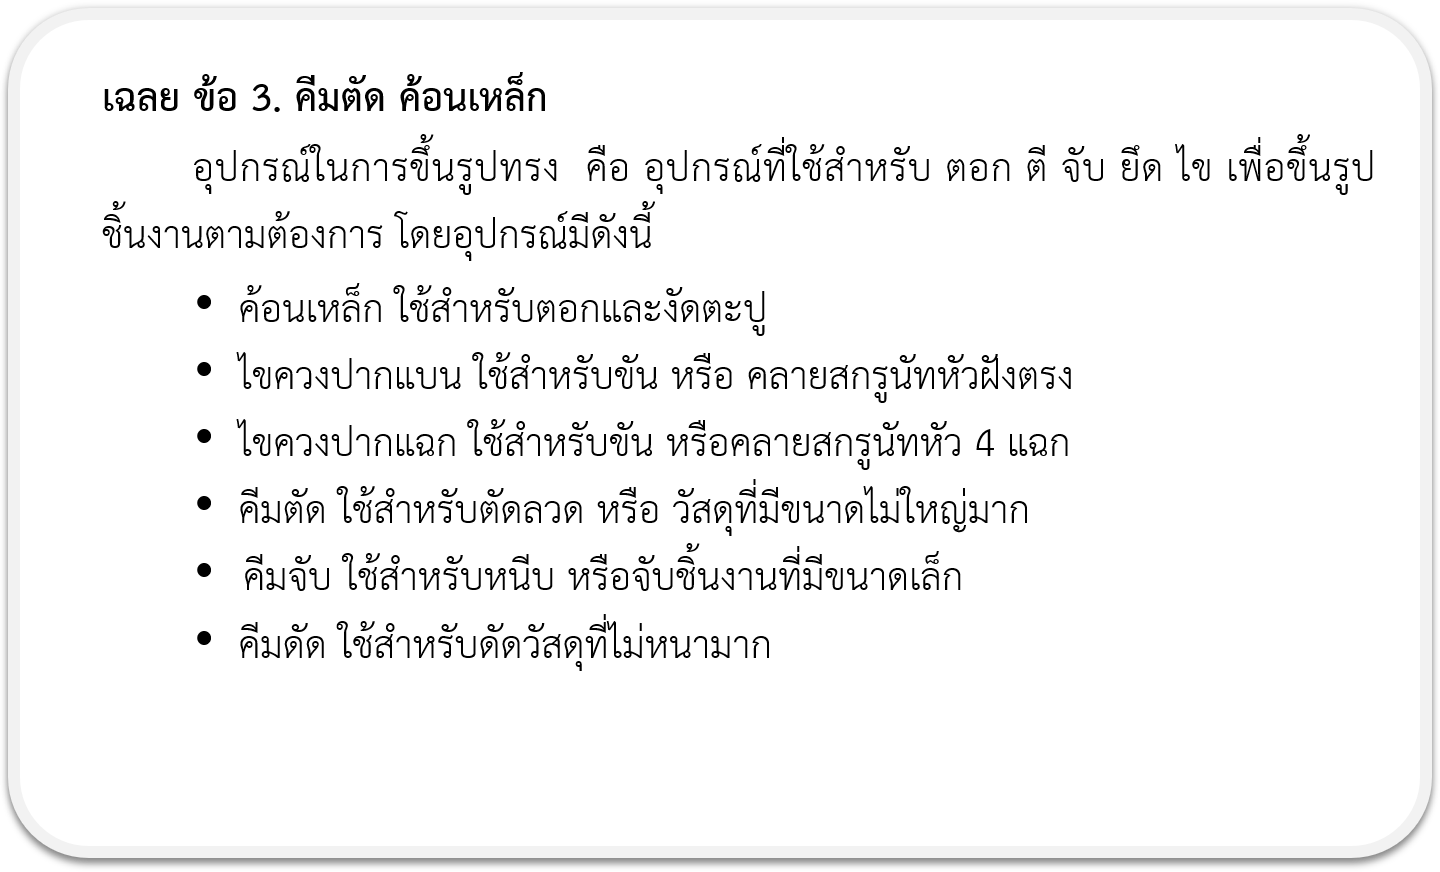 เฉลย ข้อ 3. คีมตัด ค้อนเหล็ก
อุปกรณ์ในการขึ้นรูปทรง คือ อุปกรณ์ที่ใช้สำหรับ ตอก ตี จับ ยึด ไข เพื่อขึ้นรูป
ชิ้นงานตามต้องการ โดยอุปกรณ์มีดังนี้
• ค้อนเหล็ก ใช้สำหรับตอกและงัดตะปู
• ไขควงปากแบน ใช้สำหรับขัน หรือ คลายสกรูนัทหัวฝังตรง
• ไขควงปากแฉก ใช้สำหรับขัน หรือคลายสกรูนัทหัว 4 แฉก
• คีมตัด ใช้สำหรับตัดลวด หรือ วัสดุที่มีขนาดไม่ใหญ่มาก
• คีมจับ ใช้สำหรับหนีบ หรือจับชิ้นงานที่มีขนาดเล็ก
• คีมดัด ใช้สำหรับดัดวัสดุที่ไม่หนามาก